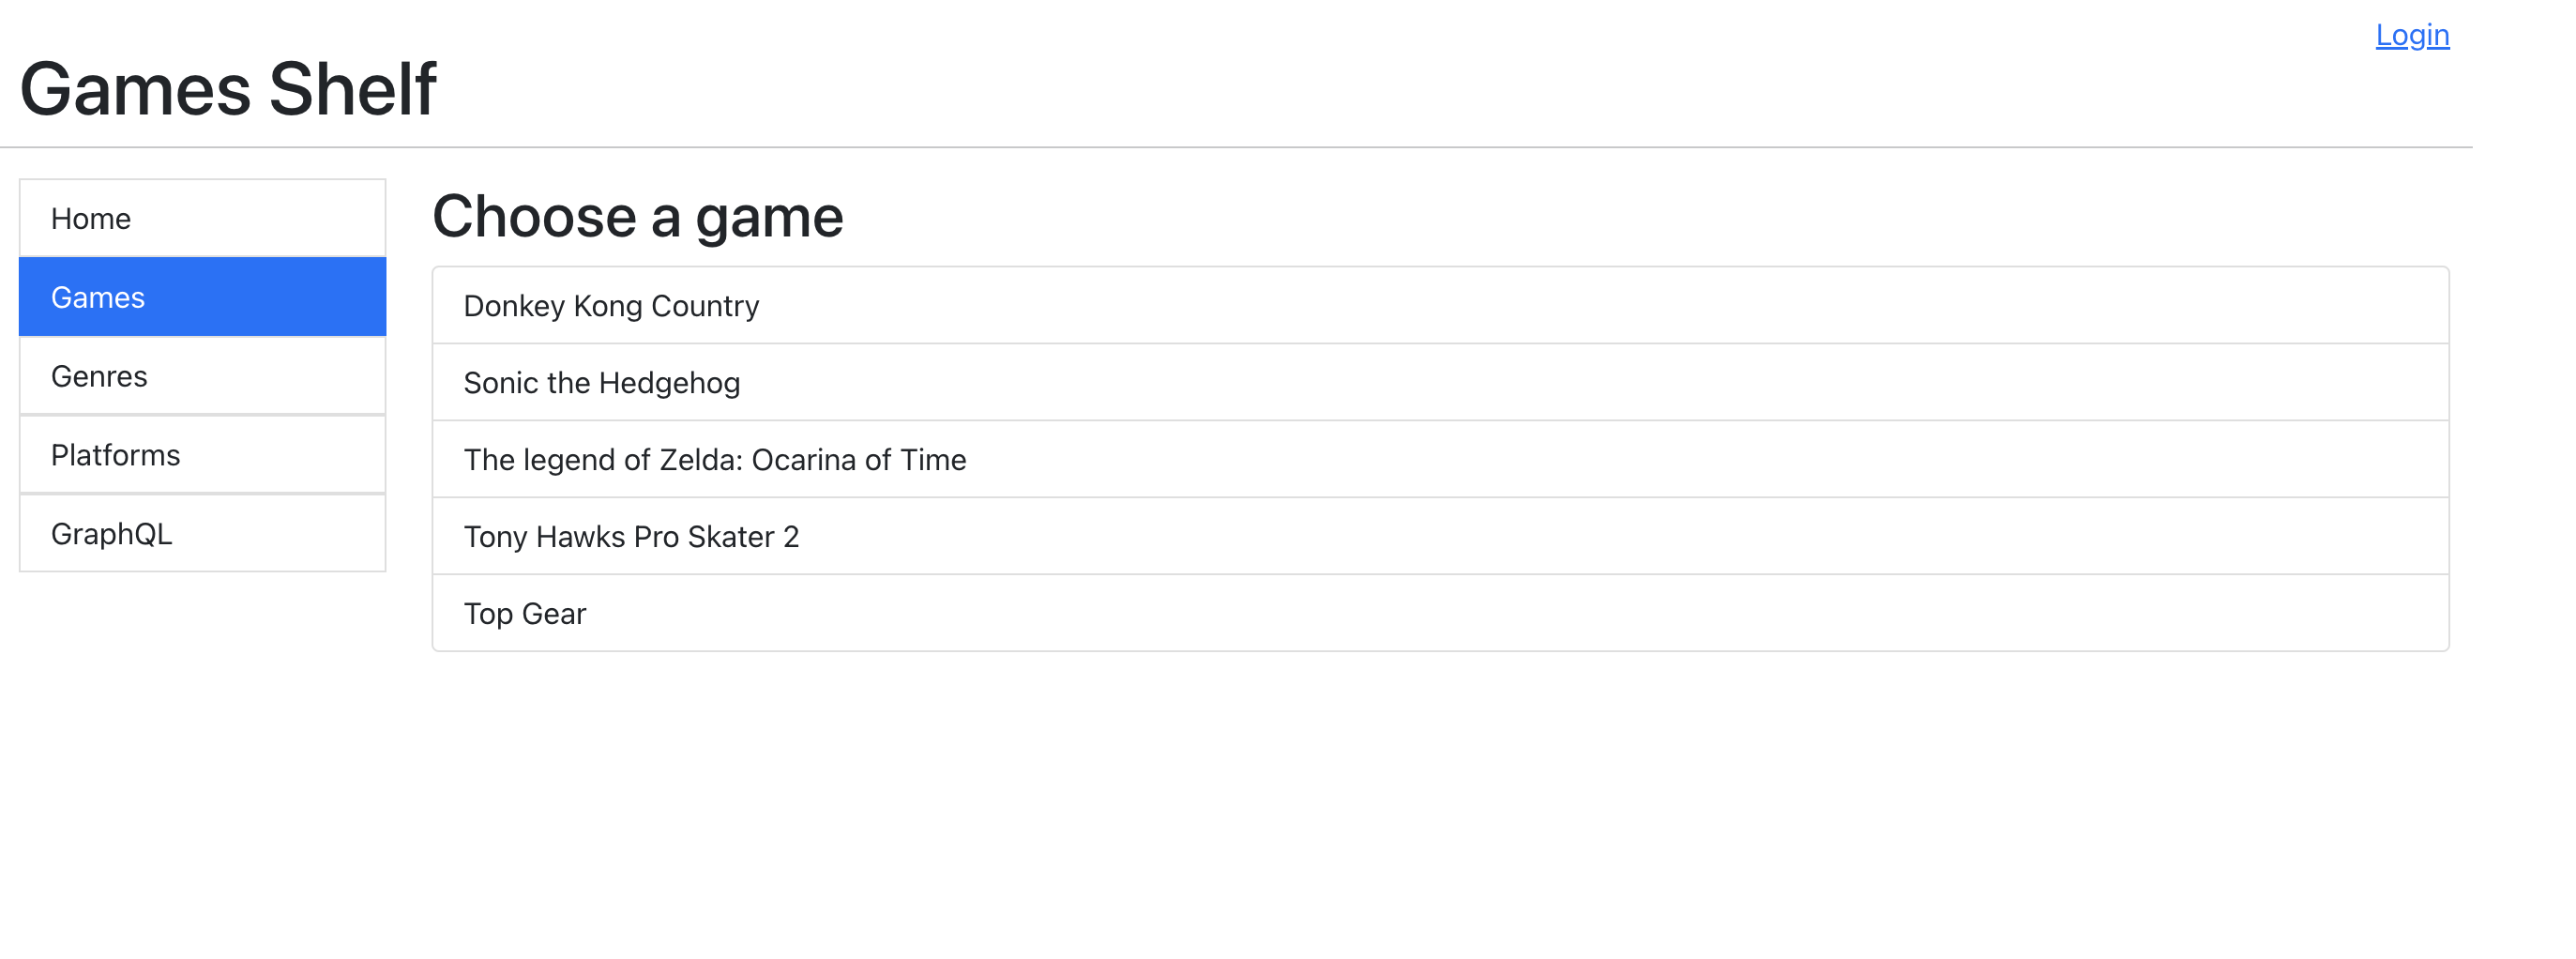 Login
Games Shelf
Home
Games
Genres
Platforms
GraphQL
Choose a game
Donkey Kong Country
Sonic the Hedgehog
The legend of Zelda: Ocarina of Time
Tony Hawks Pro Skater 2
Top Gear